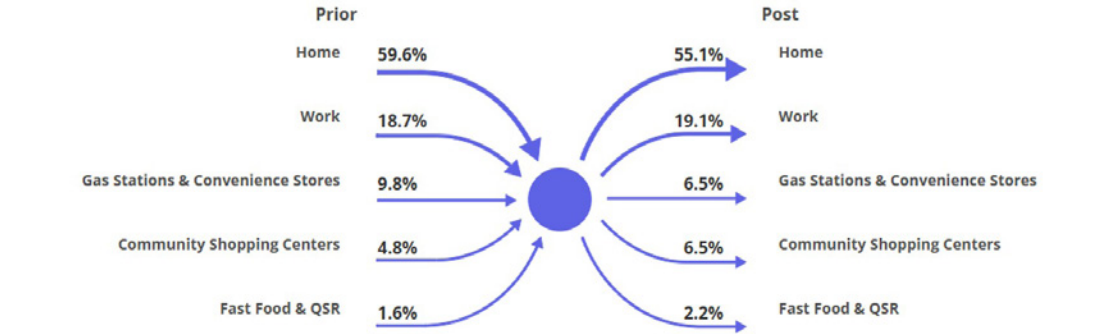 Prior Post
Home 59.6% 55.1% Home
Work 18.7% 19.1% Work
Gas Stations & Convenience Stores 9.8% 6.5% Gas Stations & Convenience Stores
Community Shopping Centers 4.8% 6.5% Community Shopping Centers
Fast Food & QSR 1.6% 2.2% Fast Food & QSR